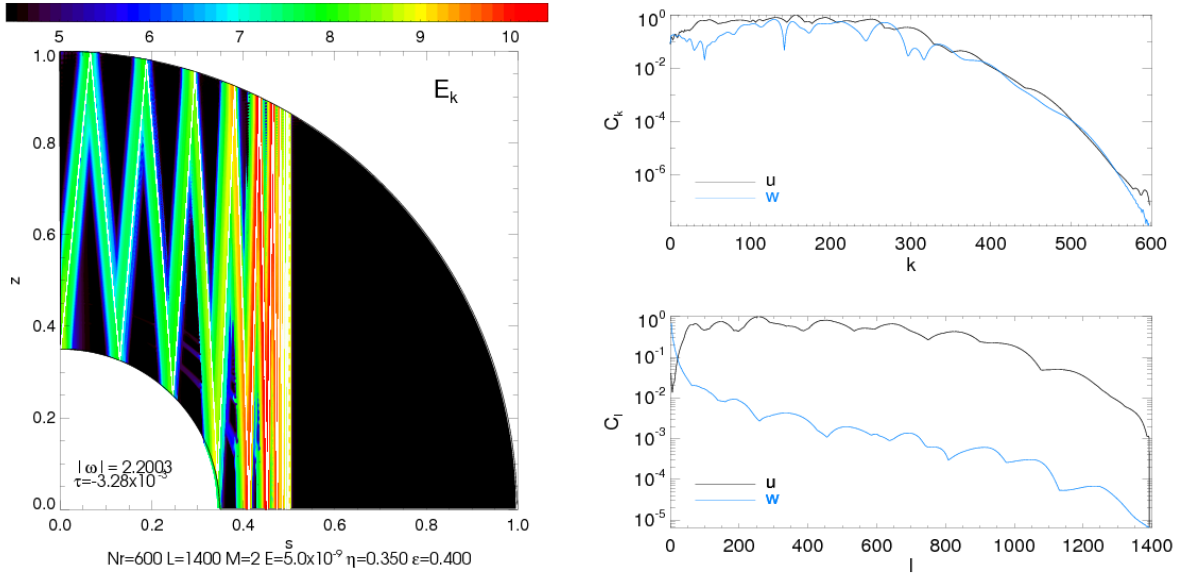 5 6 7 8 9 10
1.0
0.8
0.6
0.4
0.2
0.0
z
E_k
|ω|= 2.2003
τ=-3.28x10^-3
0.0 0.2 0.4 0.6 0.8 1.0
s
Nr=600 L=1400 M=2 E=5.0x10^-9 η=0.350 ε=0.400
10^0
10^-2
10^-4
10^-6
C_k
u
w
0 100 200 300 400 500 600
k
10^0
10^-1
10^-2
10^-3
10^-4
10^-5
C_l
u
w
0 200 400 600 800 1000 1200 1400
l